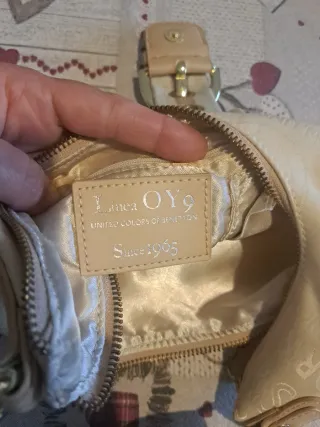 Linea OY9
UNITED COLORS OF BENETTON
Since:1965